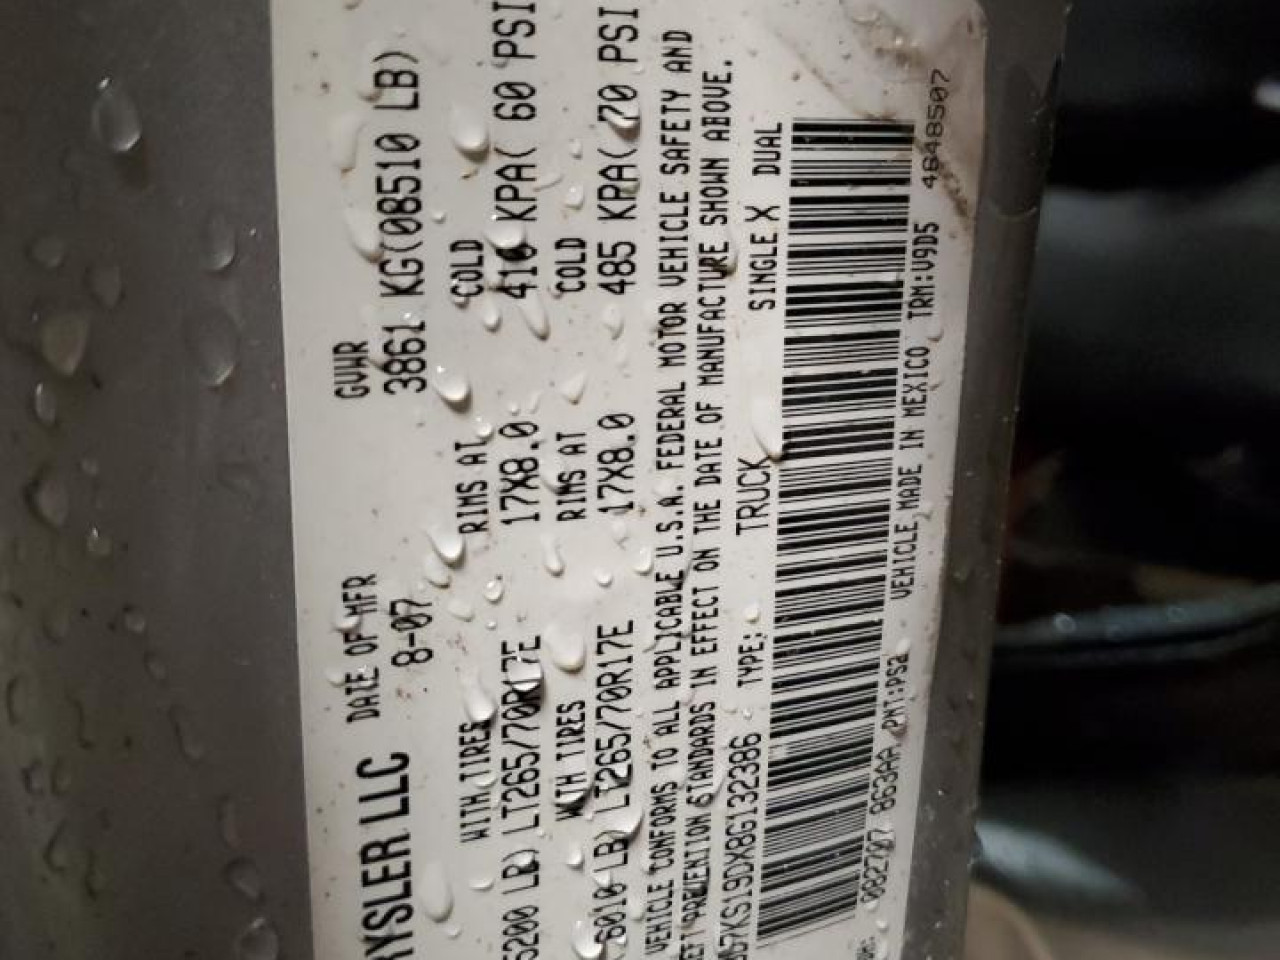 RYSLER LLC DATE OF MFR GVWR
8-07 3861 KG(08510 LB)
WITH TIRES RIMS AT COLD
5200 LB) LT265/70R17E 17X8.0 410 KPA( 60 PSI
WITH TIRES RIMS AT COLD
6010 LB) LT265/70R17E 17X8.0 485 KPA( 70 PSI
VEHICLE CONFORMS TO ALL APPLICABLE U.S.A. FEDERAL MOTOR VEHICLE SAFETY AND
EFT PREVENTION STANDARDS IN EFFECT ON THE DATE OF MANUFACTURE SHOWN ABOVE.
D7KS19DX8G132386 TYPE: TRUCK SINGLE X DUAL
082707 863AA PNT:PS2 VEHICLE MADE IN MEXICO TRM:V9D5
4648507